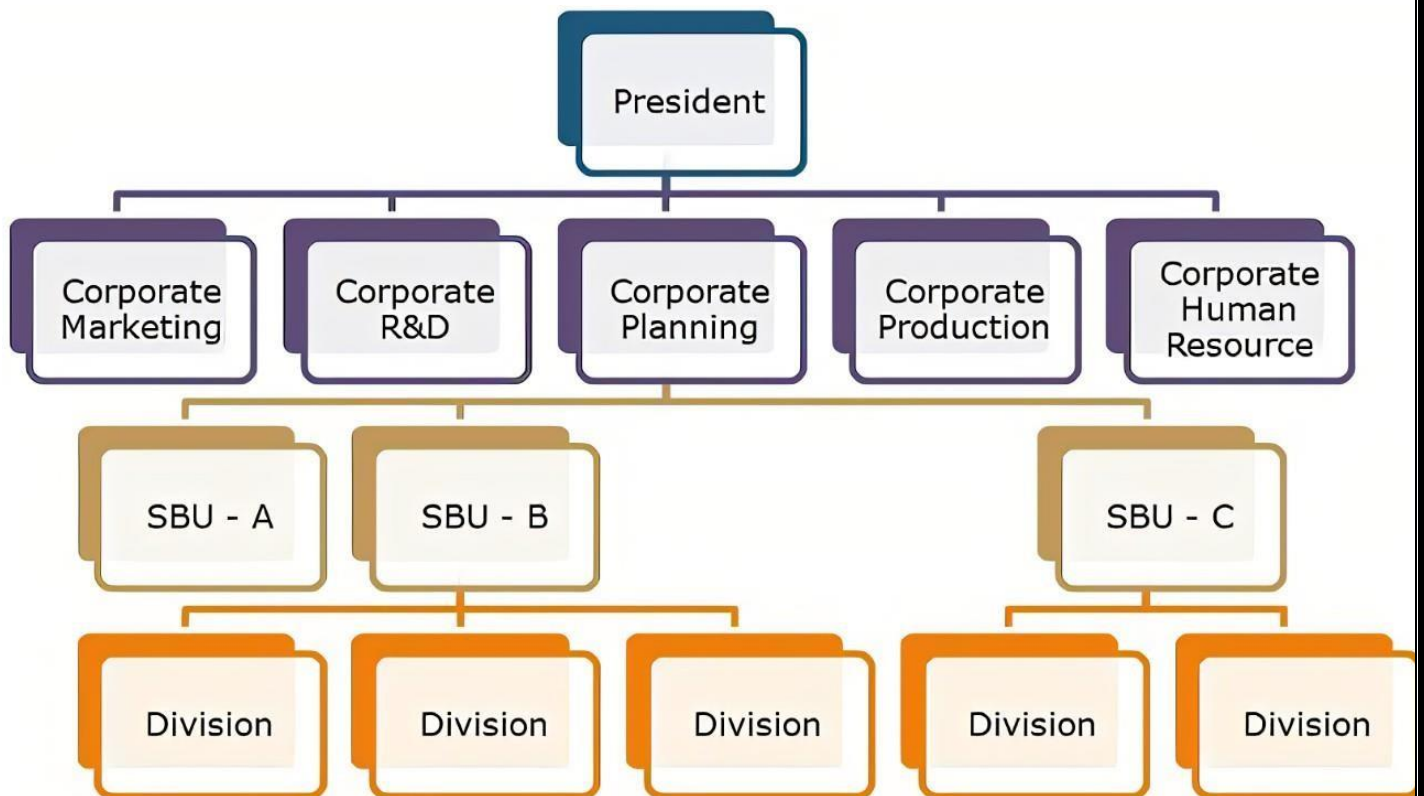 President
Corporate
Marketing
Corporate
R&D
Corporate
Planning
Corporate
Production
Corporate
Human
Resource
SBU - A
SBU - B
SBU - C
Division
Division
Division
Division
Division